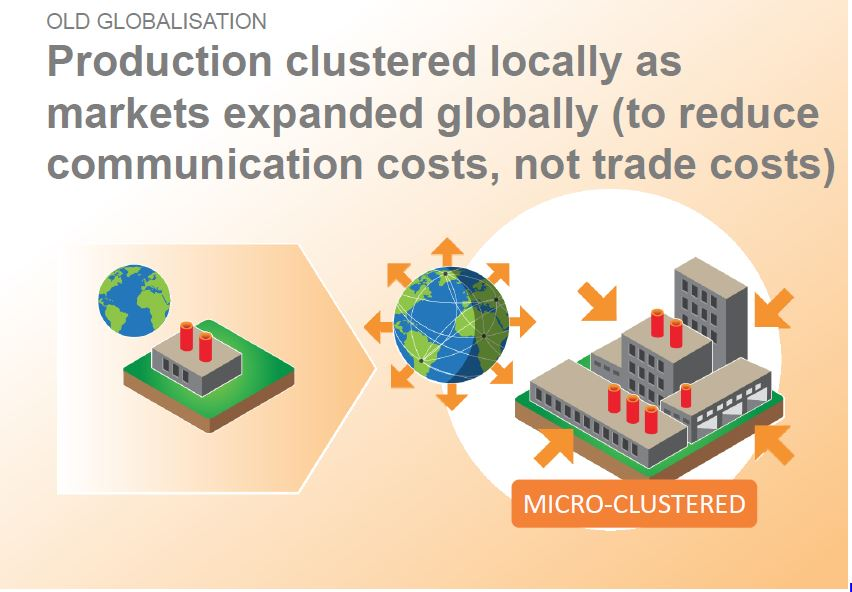 OLD GLOBALISATION
Production clustered locally as
markets expanded globally (to reduce
communication costs, not trade costs)
MICRO-CLUSTERED